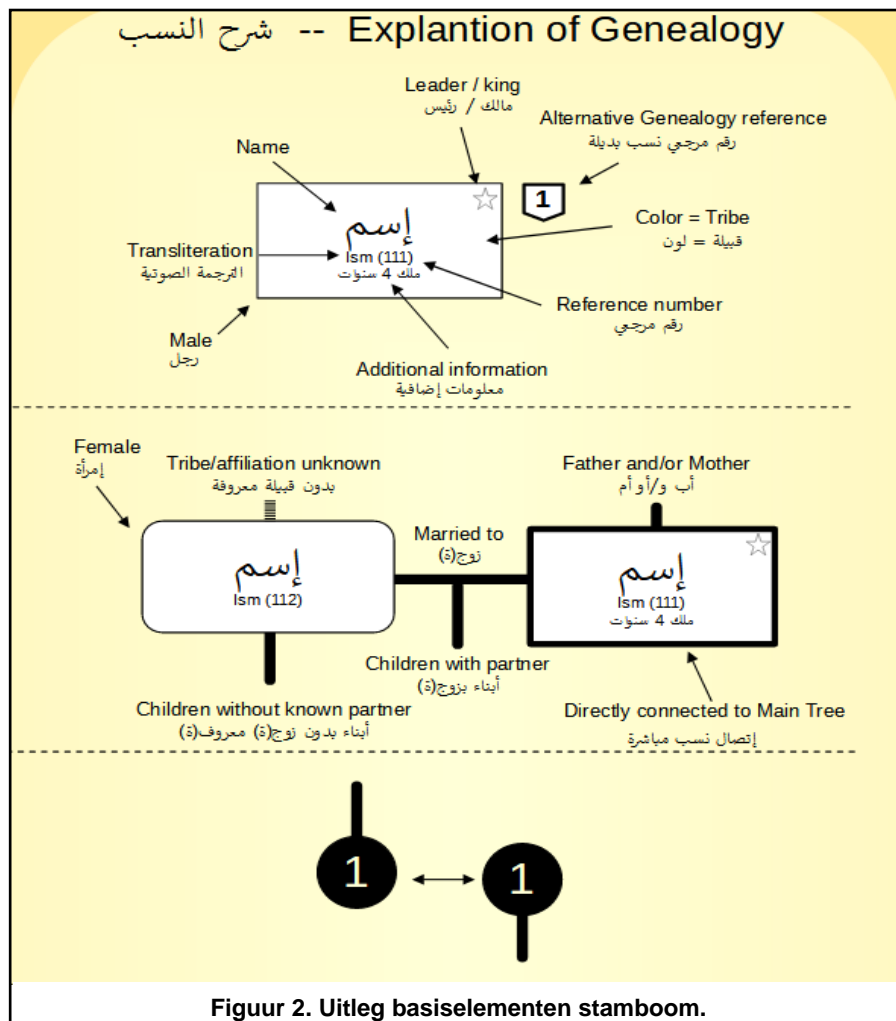 شرح النسب -- Explantion of Genealogy
Leader / king
مالك / رئيس
Alternative Genealogy reference
رقم مرجعي نسب بديلة
Name
1
إسم
Ism (111)
ملك 4 سنوات
Color = Tribe
قبيلة = لون
Transliteration
الترجمة الصوتية
Reference number
رقم مرجعي
Male
رجل
Additional information
معلومات إضافية
Female
إمرأة
Tribe/affiliation unknown
بدون قبيلة معروفة
Father and/or Mother
أب و/أو أم
Married to
زوج(ة)
إسم
Ism (112)
إسم
Ism (111)
ملك 4 سنوات
Children with partner
أبناء بزوج(ة)
Children without known partner
أبناء بدون زوج(ة) معروف(ة)
Directly connected to Main Tree
إتصال نسب مباشرة
1
1
Figuur 2. Uitleg basiselementen stamboom.